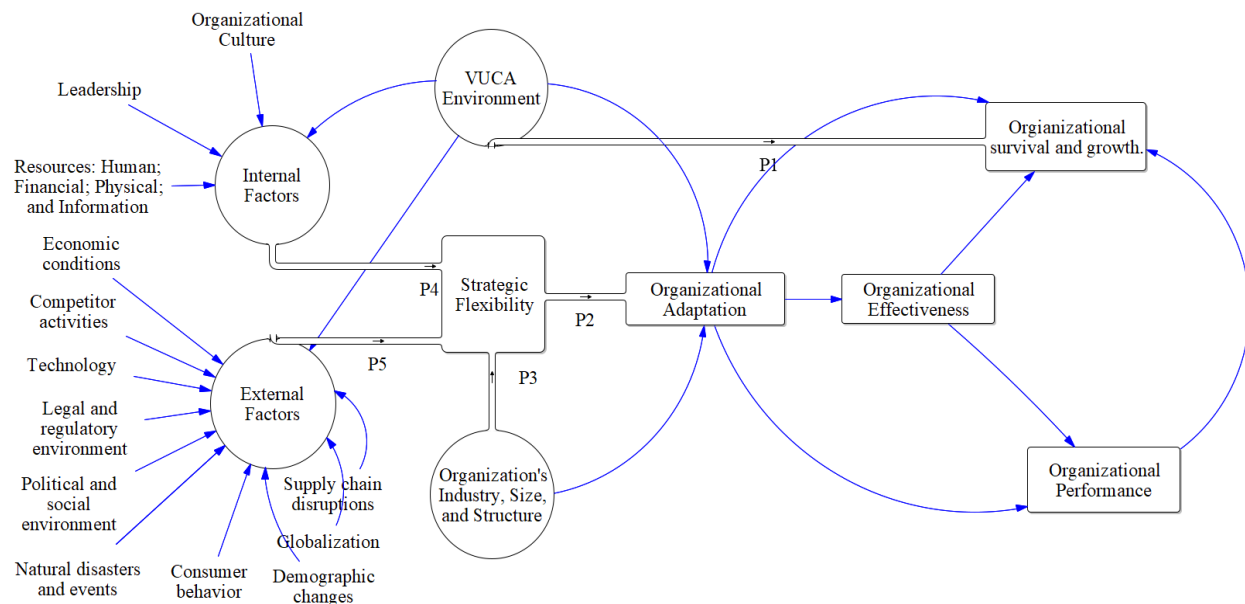 Organizational
Culture
Leadership
Resources: Human;
Financial; Physical;
and Information
Internal
Factors
VUCA
Environment
P1
Orgianizational
survival and growth.
Economic
conditions
Competitor
activities
Technology
Legal and
regulatory environment
Political and
social
environment
Natural disasters
and events
Consumer
behavior
Demographic
changes
Globalization
Supply chain
disruptions
External
Factors
P4
P5
Strategic
Flexibility
P3
Organization's
Industry, Size,
and Structure
P2
Organizational
Adaptation
Organizational
Effectiveness
Organizational
Performance